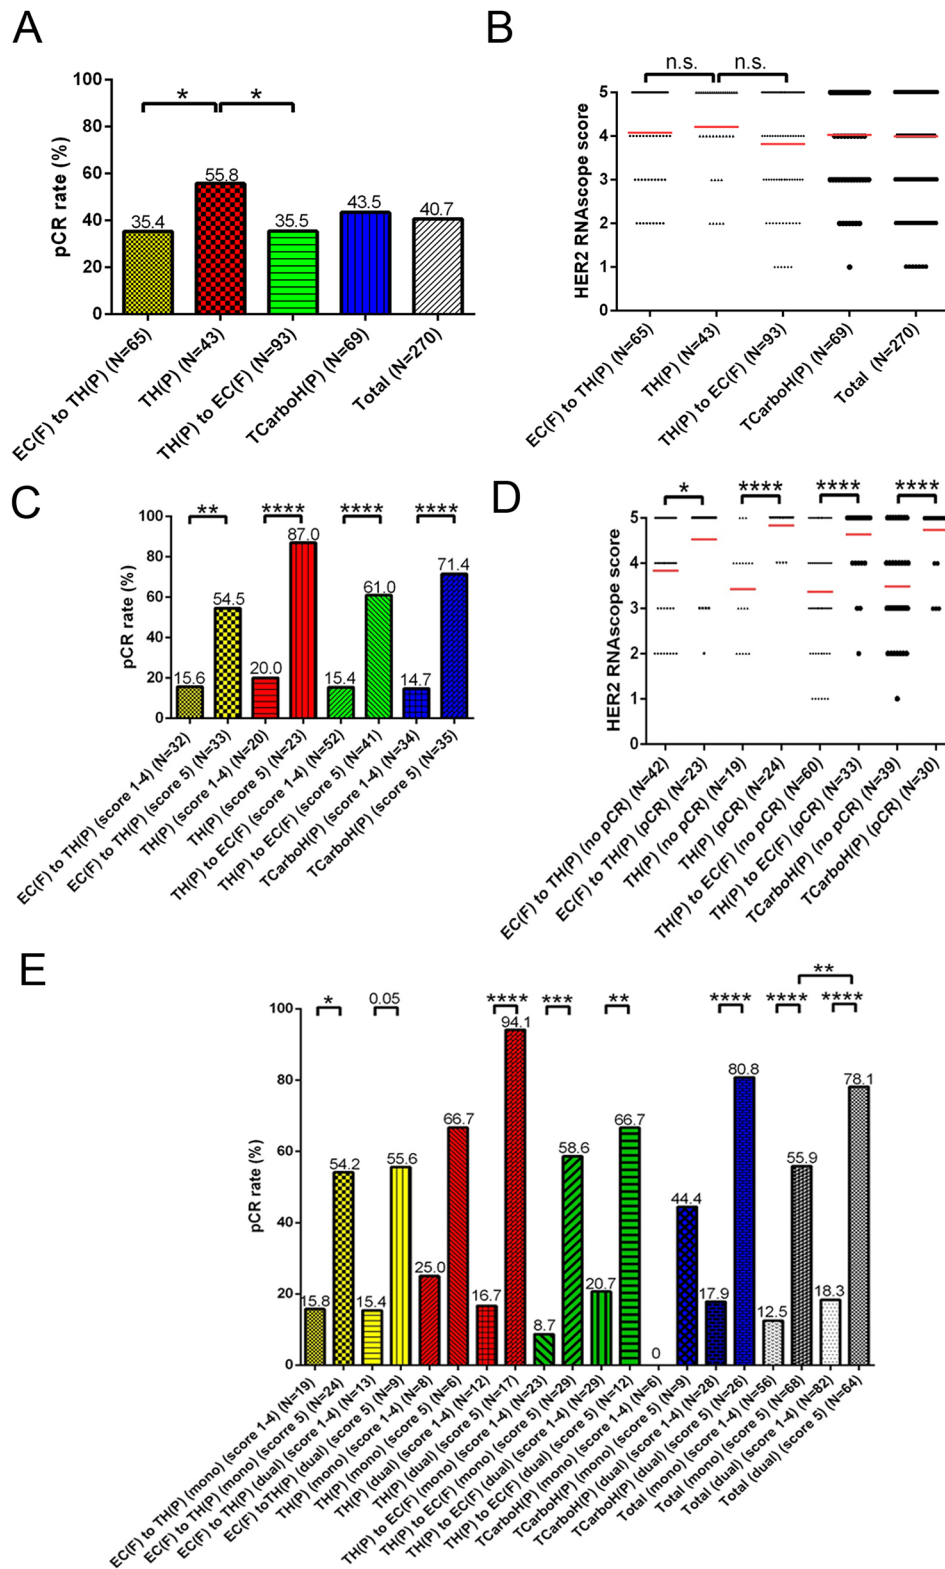 A
pCR rate (%)
100
80
60
40
20
0
*
*
35.4
55.8
35.5
43.5
40.7
EC(F) to TH(P) (N=65)
TH(P) (N=43)
TH(P) to EC(F) (N=93)
TCarboH(P) (N=69)
Total (N=270)
B
HER2 RNAscope score
5
4
3
2
1
0
n.s.
n.s.
EC(F) to TH(P) (N=65)
TH(P) (N=43)
TH(P) to EC(F) (N=93)
TCarboH(P) (N=69)
Total (N=270)
C
pCR rate (%)
100
80
60
40
20
0
**
****
****
****
15.6
54.5
20.0
87.0
15.4
61.0
14.7
71.4
EC(F) to TH(P) (score 1-4) (N=32)
EC(F) to TH(P) (score 5) (N=33)
TH(P) (score 1-4) (N=20)
TH(P) (score 5) (N=23)
TH(P) to EC(F) (score 1-4) (N=52)
TH(P) to EC(F) (score 5) (N=41)
TCarboH(P) (score 1-4) (N=34)
TCarboH(P) (score 5) (N=35)
D
HER2 RNAscope score
5
4
3
2
1
0
*
****
****
****
EC(F) to TH(P) (no pCR) (N=42)
EC(F) to TH(P) (pCR) (N=23)
TH(P) (no pCR) (N=19)
TH(P) (pCR) (N=24)
TH(P) to EC(F) (no pCR) (N=60)
TH(P) to EC(F) (pCR) (N=33)
TCarboH(P) (no pCR) (N=39)
TCarboH(P) (pCR) (N=30)
E
pCR rate (%)
100
80
60
40
20
0
*
0.05
****
***
**
****
****
**
****
15.8
54.2
15.4
55.6
25.0
66.7
16.7
94.1
8.7
58.6
20.7
66.7
0
44.4
17.9
80.8
12.5
55.9
18.3
78.1
EC(F) to TH(P) (mono) (score 1-4) (N=19)
EC(F) to TH(P) (mono) (score 5) (N=24)
EC(F) to TH(P) (dual) (score 1-4) (N=13)
EC(F) to TH(P) (dual) (score 5) (N=9)
TH(P) (mono) (score 1-4) (N=8)
TH(P) (mono) (score 5) (N=6)
TH(P) (dual) (score 1-4) (N=12)
TH(P) (dual) (score 5) (N=17)
TH(P) to EC(F) (mono) (score 1-4) (N=23)
TH(P) to EC(F) (mono) (score 5) (N=29)
TH(P) to EC(F) (dual) (score 1-4) (N=29)
TH(P) to EC(F) (dual) (score 5) (N=12)
TCarboH(P) (mono) (score 1-4) (N=6)
TCarboH(P) (mono) (score 5) (N=9)
TCarboH(P) (dual) (score 1-4) (N=28)
TCarboH(P) (dual) (score 5) (N=26)
Total (mono) (score 1-4) (N=56)
Total (mono) (score 5) (N=68)
Total (dual) (score 1-4) (N=82)
Total (dual) (score 5) (N=64)